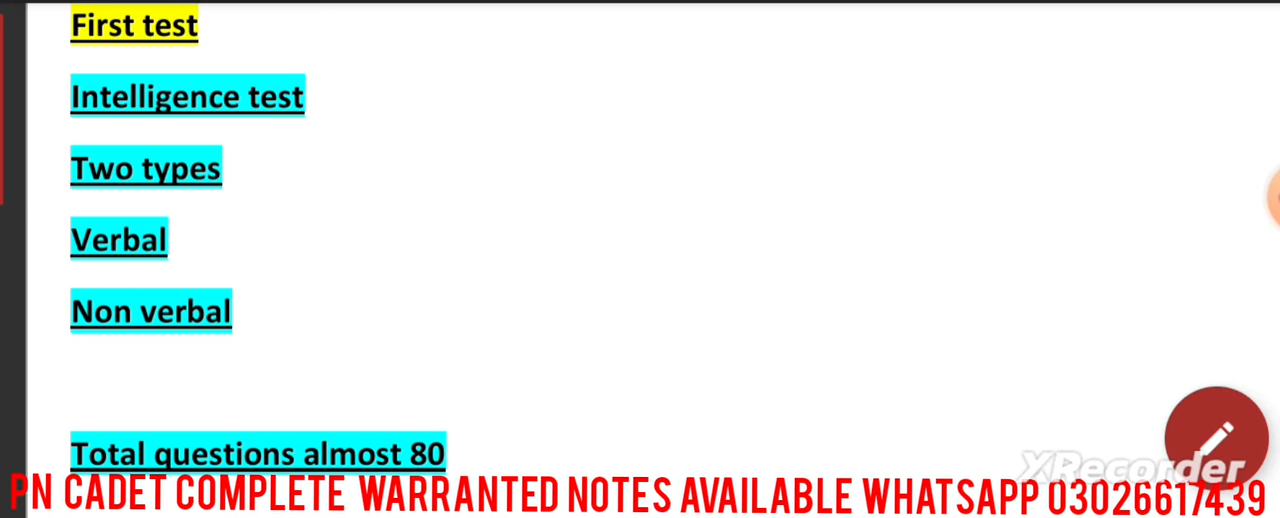 First test
Intelligence test
Two types
Verbal
Non verbal
Total questions almost 80
PN CADET COMPLETE WARRANTED NOTES AVAILABLE WHATSAPP 03026617439
XRecorder